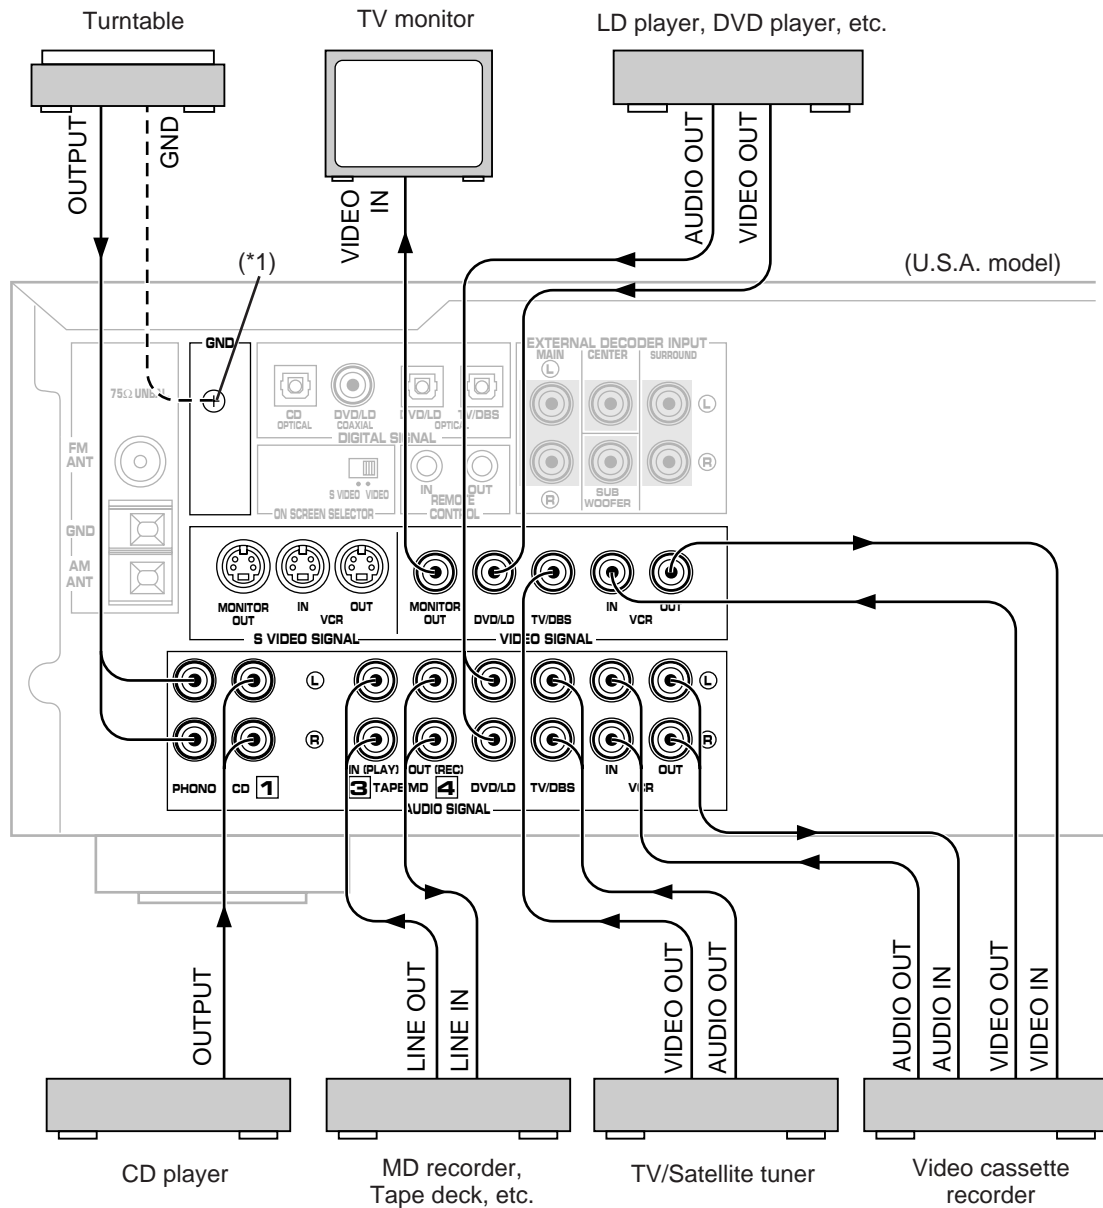 Turntable
TV monitor
LD player, DVD player, etc.
OUTPUT
GND
VIDEO
IN
AUDIO OUT
VIDEO OUT
(*1)
(U.S.A. model)
GND
EXTERNAL DECODER INPUT
MAIN
CENTER
SURROUND
L
75Ω UNBAL
CD
OPTICAL
DVD/LD
COAXIAL
DVD/LD
TV/DBS
OPTICAL
DIGITAL SIGNAL
L
FM
ANT
R
S VIDEO VIDEO
ON SCREEN SELECTOR
IN
OUT
REMOTE
CONTROL
R
SUB
WOOFER
GND
AM
ANT
MONITOR
OUT
IN
OUT
VCR
S VIDEO SIGNAL
MONITOR
OUT
DVD/LD
TV/DBS
IN
OUT
VCR
VIDEO SIGNAL
L
L
R
R
PHONO
CD 1
IN (PLAY)
OUT (REC)
3 TAPE/MD 4
DVD/LD
TV/DBS
IN
OUT
VCR
AUDIO SIGNAL
OUTPUT
LINE OUT
LINE IN
VIDEO OUT
AUDIO OUT
AUDIO OUT
AUDIO IN
VIDEO OUT
VIDEO IN
CD player
MD recorder,
Tape deck, etc.
TV/Satellite tuner
Video cassette
recorder